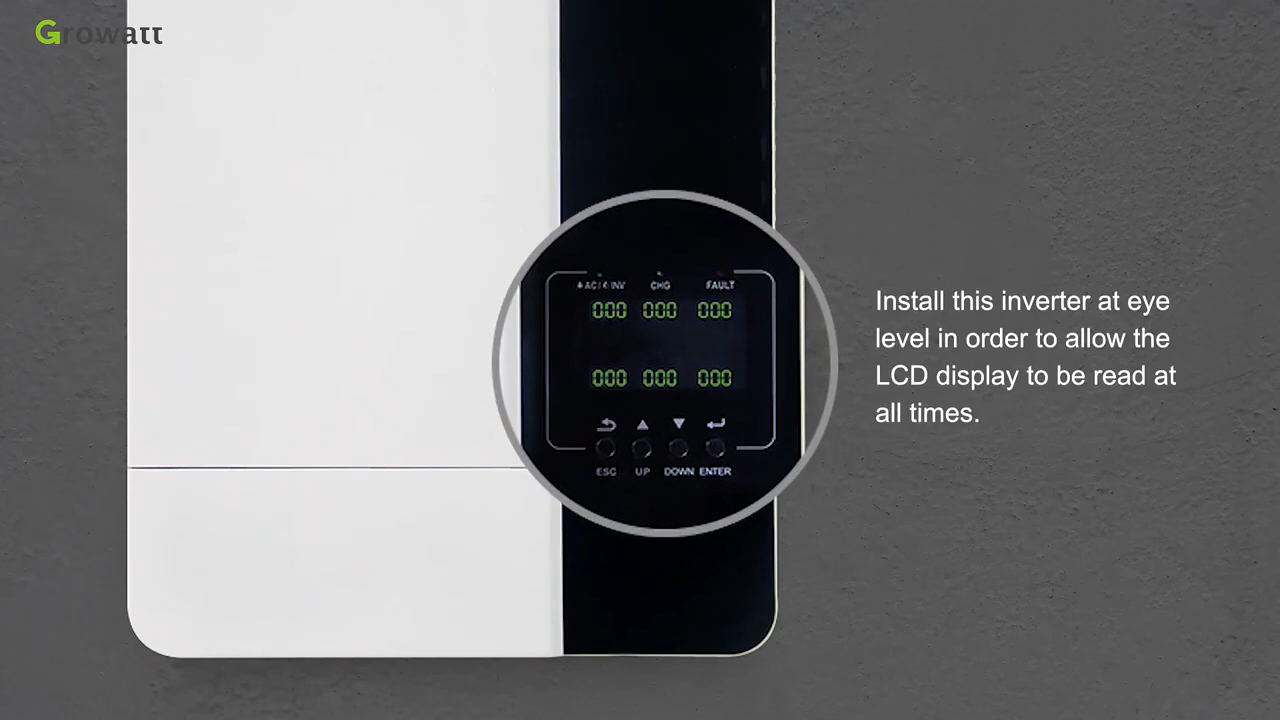 Growatt
AC/ INV CHG FAULT
000 000 000
000 000 000
ESC UP DOWN ENTER
Install this inverter at eye
level in order to allow the
LCD display to be read at
all times.